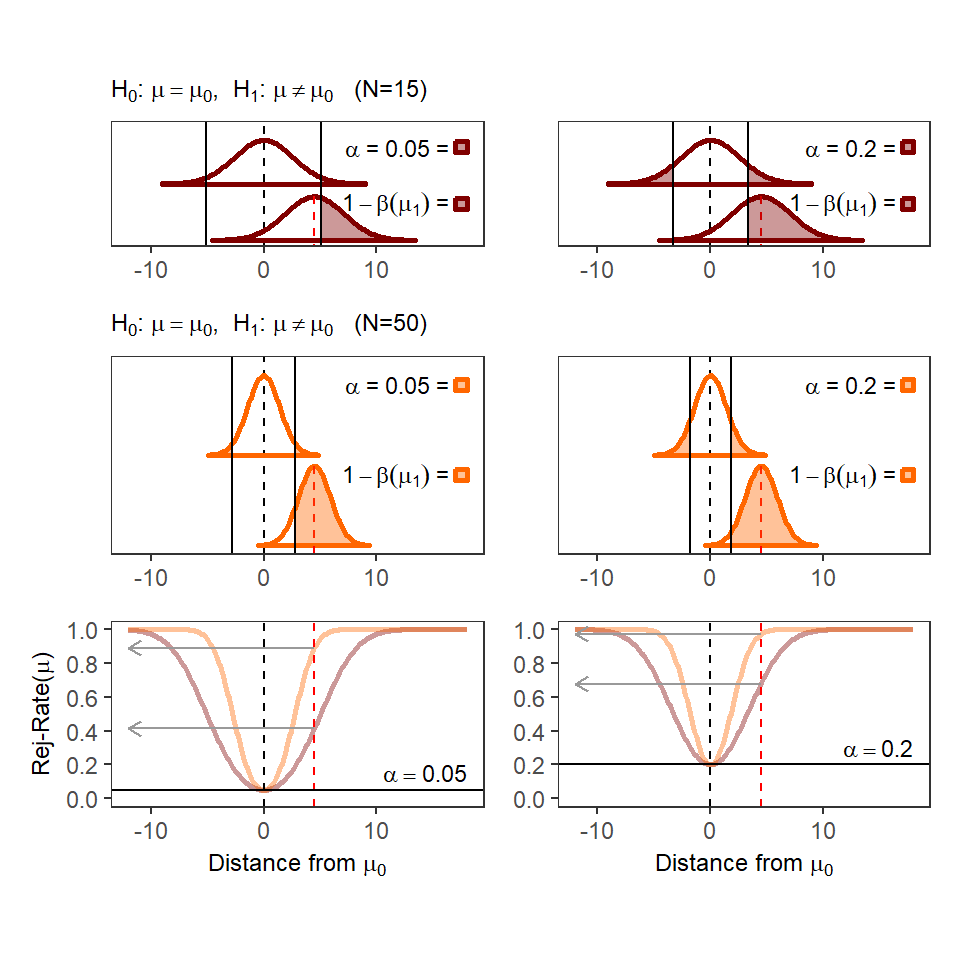 H₀: μ = μ₀, H₁: μ ≠ μ₀ (N=15)
α = 0.05 =
1 − β(μ₁) =
-10 0 10
α = 0.2 =
1 − β(μ₁) =
-10 0 10
H₀: μ = μ₀, H₁: μ ≠ μ₀ (N=50)
α = 0.05 =
1 − β(μ₁) =
-10 0 10
α = 0.2 =
1 − β(μ₁) =
-10 0 10
Rej-Rate(μ)
1.0
0.8
0.6
0.4
0.2
0.0
α = 0.05
-10 0 10
Distance from μ₀
1.0
0.8
0.6
0.4
0.2
0.0
α = 0.2
-10 0 10
Distance from μ₀